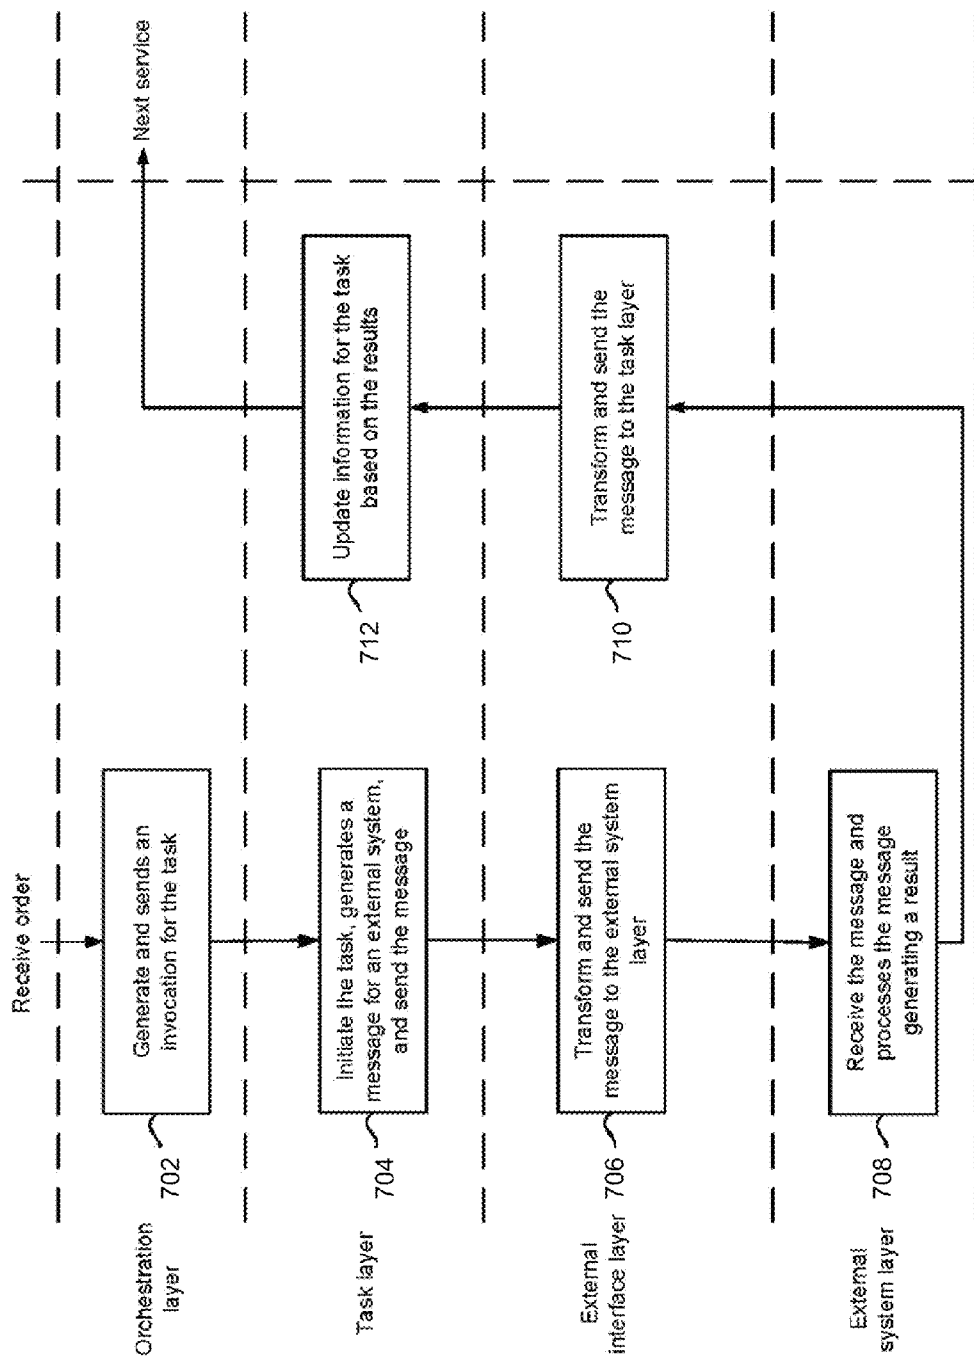 Receive order
Orchestration
layer
702
Generate and sends an
invocation for the task
Next service
Task layer
704
Initiate the task, generates a
message for an external system,
and send the message
712
Update information for the task
based on the results
External
interface layer
706
Transform and send the
message to the external system
layer
710
Transform and send the
message to the task layer
External
system layer
708
Receive the message and
processes the message
generating a result